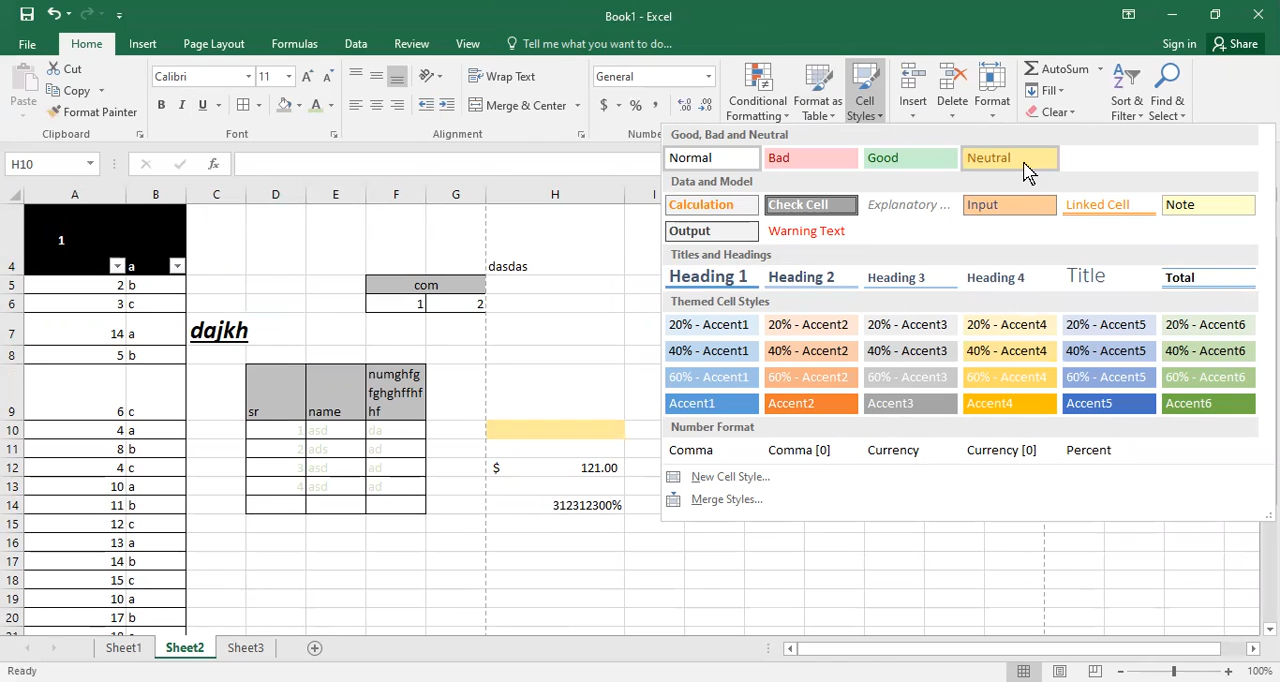 Book1 - Excel
File Home Insert Page Layout Formulas Data Review View Tell me what you want to do... Sign in Share
Paste Cut Copy Format Painter Clipboard
Calibri 11 B I U A Font
Wrap Text Merge & Center Alignment
General $ % , Numbe
Conditional Formatting Format as Table Cell Styles
Insert Delete Format
AutoSum Fill Clear Sort & Filter Find & Select
H10 fx
Good, Bad and Neutral
Normal Bad Good Neutral
Data and Model
Calculation Check Cell Explanatory ... Input Linked Cell Note
Output Warning Text
Titles and Headings
Heading 1 Heading 2 Heading 3 Heading 4 Title Total
Themed Cell Styles
20% - Accent1 20% - Accent2 20% - Accent3 20% - Accent4 20% - Accent5 20% - Accent6
40% - Accent1 40% - Accent2 40% - Accent3 40% - Accent4 40% - Accent5 40% - Accent6
60% - Accent1 60% - Accent2 60% - Accent3 60% - Accent4 60% - Accent5 60% - Accent6
Accent1 Accent2 Accent3 Accent4 Accent5 Accent6
Number Format
Comma Comma [0] Currency Currency [0] Percent
New Cell Style...
Merge Styles...
A B C D E F G H I
4 1 a dasdas
5 2 b com
6 3 c 1 2
7 14 a dajkh
8 5 b
9 6 c sr name numghfg
fghghffhf
hf
10 4 a 1 asd da
11 8 b 2 ads ad
12 4 c 3 asd ad $ 121.00
13 10 a 4 asd ad
14 11 b 312312300%
15 12 c
16 13 a
17 14 b
18 15 c
19 10 a
20 17 b
Sheet1 Sheet2 Sheet3
Ready 100%